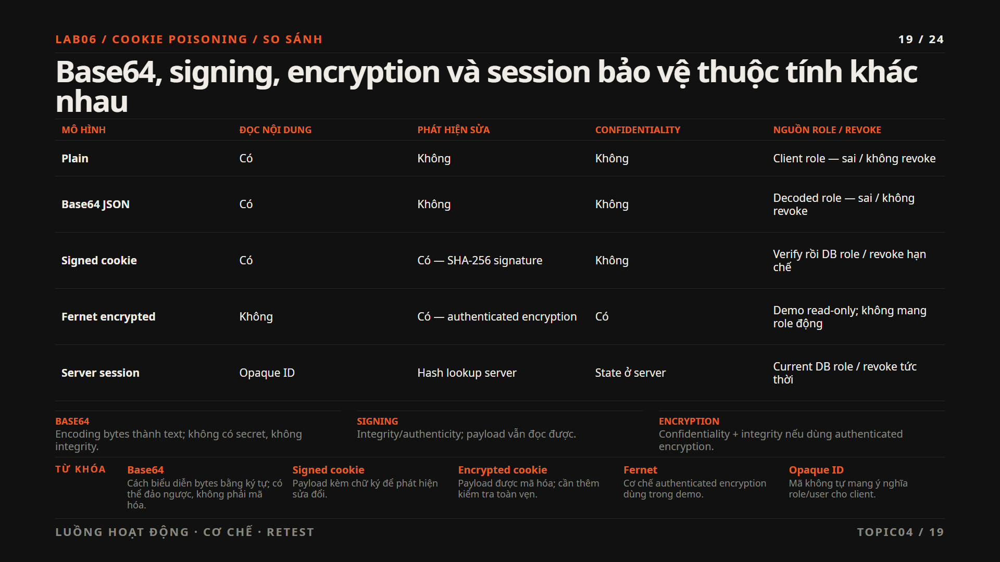 LAB06 / COOKIE POISONING / SO SÁNH
19 / 24
Base64, signing, encryption và session bảo vệ thuộc tính khác
nhau
MÔ HÌNH
ĐỌC NỘI DUNG
PHÁT HIỆN SỬA
CONFIDENTIALITY
NGUỒN ROLE / REVOKE
Plain
Có
Không
Không
Client role — sai / không revoke
Base64 JSON
Có
Không
Không
Decoded role — sai / không
revoke
Signed cookie
Có
Có — SHA-256 signature
Không
Verify rồi DB role / revoke hạn
chế
Fernet encrypted
Không
Có — authenticated encryption
Có
Demo read-only; không mang
role động
Server session
Opaque ID
Hash lookup server
State ở server
Current DB role / revoke tức
thời
BASE64
Encoding bytes thành text; không có secret, không
integrity.
SIGNING
Integrity/authenticity; payload vẫn đọc được.
ENCRYPTION
Confidentiality + integrity nếu dùng authenticated
encryption.
TỪ KHÓA
Base64
Cách biểu diễn bytes bằng ký tự; có
thể đảo ngược, không phải mã
hóa.
Signed cookie
Payload kèm chữ ký để phát hiện
sửa đổi.
Encrypted cookie
Payload được mã hóa; cần thêm
kiểm tra toàn vẹn.
Fernet
Cơ chế authenticated encryption
dùng trong demo.
Opaque ID
Mã không tự mang ý nghĩa
role/user cho client.
LUỒNG HOẠT ĐỘNG · CƠ CHẾ · RETEST
TOPIC04 / 19